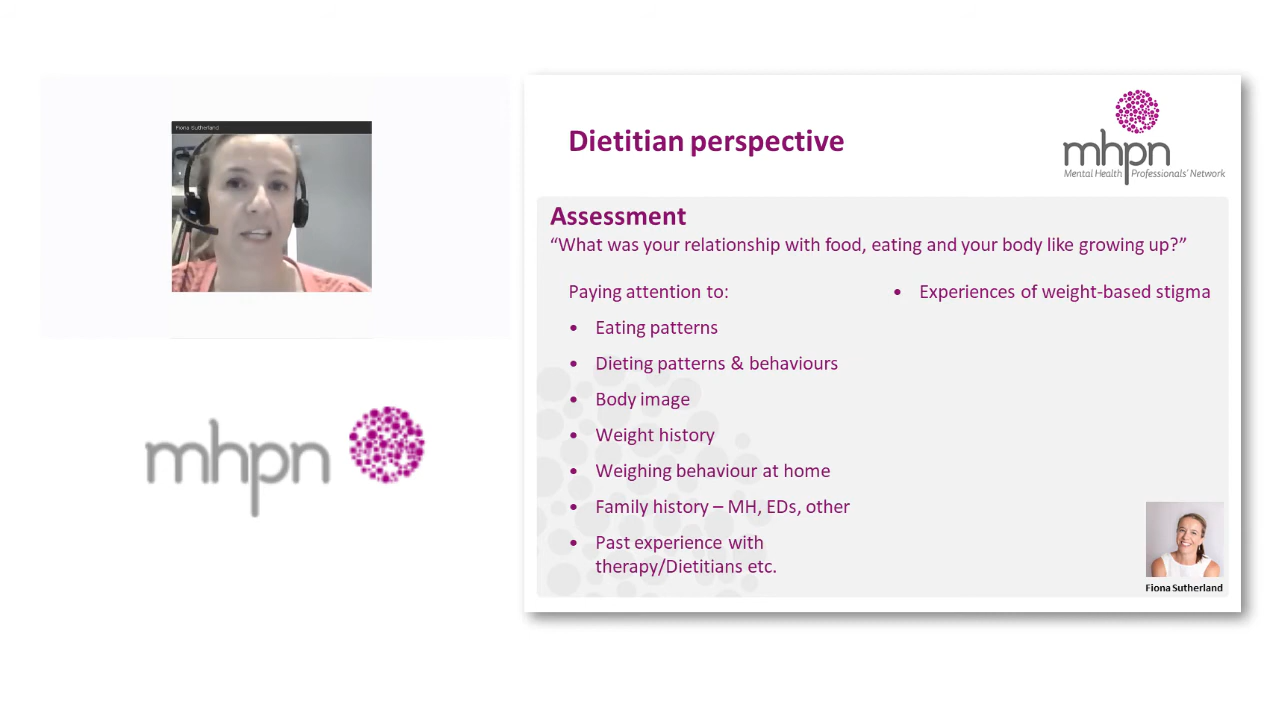 Fiona Sutherland
mhpn
Dietitian perspective
mhpn
Mental Health Professionals' Network
Assessment
“What was your relationship with food, eating and your body like growing up?”
Paying attention to:
• Eating patterns
• Dieting patterns & behaviours
• Body image
• Weight history
• Weighing behaviour at home
• Family history – MH, EDs, other
• Past experience with
therapy/Dietitians etc.
• Experiences of weight-based stigma
Fiona Sutherland